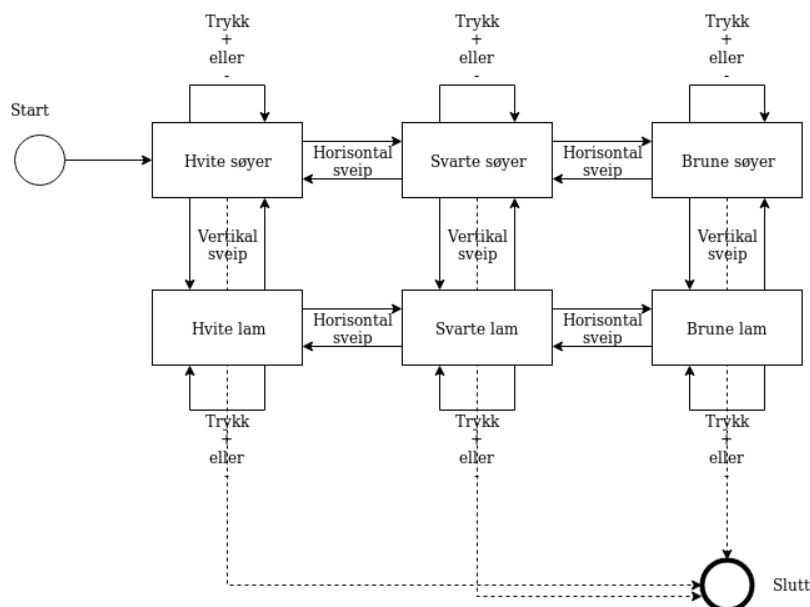 Trykk
+
eller
-
Trykk
+
eller
-
Trykk
+
eller
-
Start
Hvite søyer
Horisontal
sveip
Svarte søyer
Horisontal
sveip
Brune søyer
Vertikal
sveip
Vertikal
sveip
Vertikal
sveip
Hvite lam
Horisontal
sveip
Svarte lam
Horisontal
sveip
Brune lam
Trykk
+
eller
-
Trykk
+
eller
-
Trykk
+
eller
-
Slutt